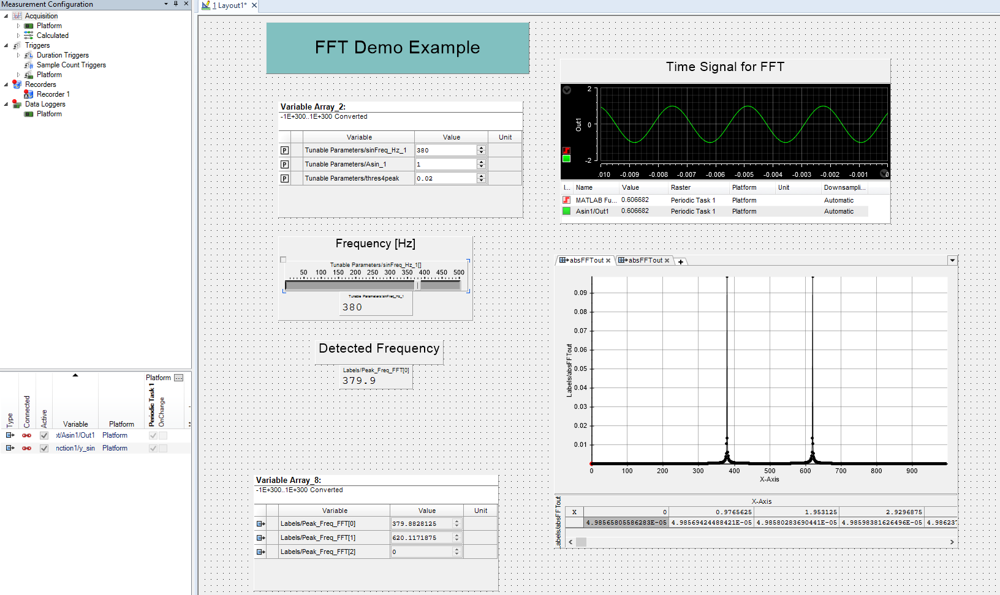 Measurement Configuration
Acquisition
Platform
Calculated
Triggers
Duration Triggers
Sample Count Triggers
Platform
Recorders
Recorder 1
Data Loggers
Platform
Platform ...
Type Connected Active Variable Platform Periodic Task 1 OnChange
ot/Asin1/Out1 Platform
nction1/y_sin Platform
1 Layout1*
FFT Demo Example
Variable Array_2:
-1E+300..1E+300 Converted
Variable Value Unit
P Tunable Parameters/sinFreq_Hz_1 380
P Tunable Parameters/Asin_1 1
P Tunable Parameters/thres4peak 0.02
Frequency [Hz]
Tunable Parameters/sinFreq_Hz_1[]
50 100 150 200 250 300 350 400 450 500
Tunable Parameters/sinFreq_Hz_1
380
Detected Frequency
Labels/Peak_Freq_FFT[0]
379.9
Variable Array_8:
-1E+300..1E+300 Converted
Variable Value Unit
Labels/Peak_Freq_FFT[0] 379.8828125
Labels/Peak_Freq_FFT[1] 620.1171875
Labels/Peak_Freq_FFT[2] 0
Time Signal for FFT
Out1
2
0
-2
.010 -0.009 -0.008 -0.007 -0.006 -0.005 -0.004 -0.003 -0.002 -0.001 0
I... Name Value Raster Platform Unit Downsampli...
MATLAB Fu... 0.606682 Periodic Task 1 Platform Automatic
Asin1/Out1 0.606682 Periodic Task 1 Platform Automatic
absFFTout absFFTout
Labels/absFFTout
0.09
0.08
0.07
0.06
0.05
0.04
0.03
0.02
0.01
0 100 200 300 400 500 600 700 800 900
X-Axis
Labels/absFFTout
X-Axis
X 0 0.9765625 1.953125 2.9296875
4.98565805586283E-05 4.98569424488421E-05 4.98580283690441E-05 4.98598381626496E-05 4.986237